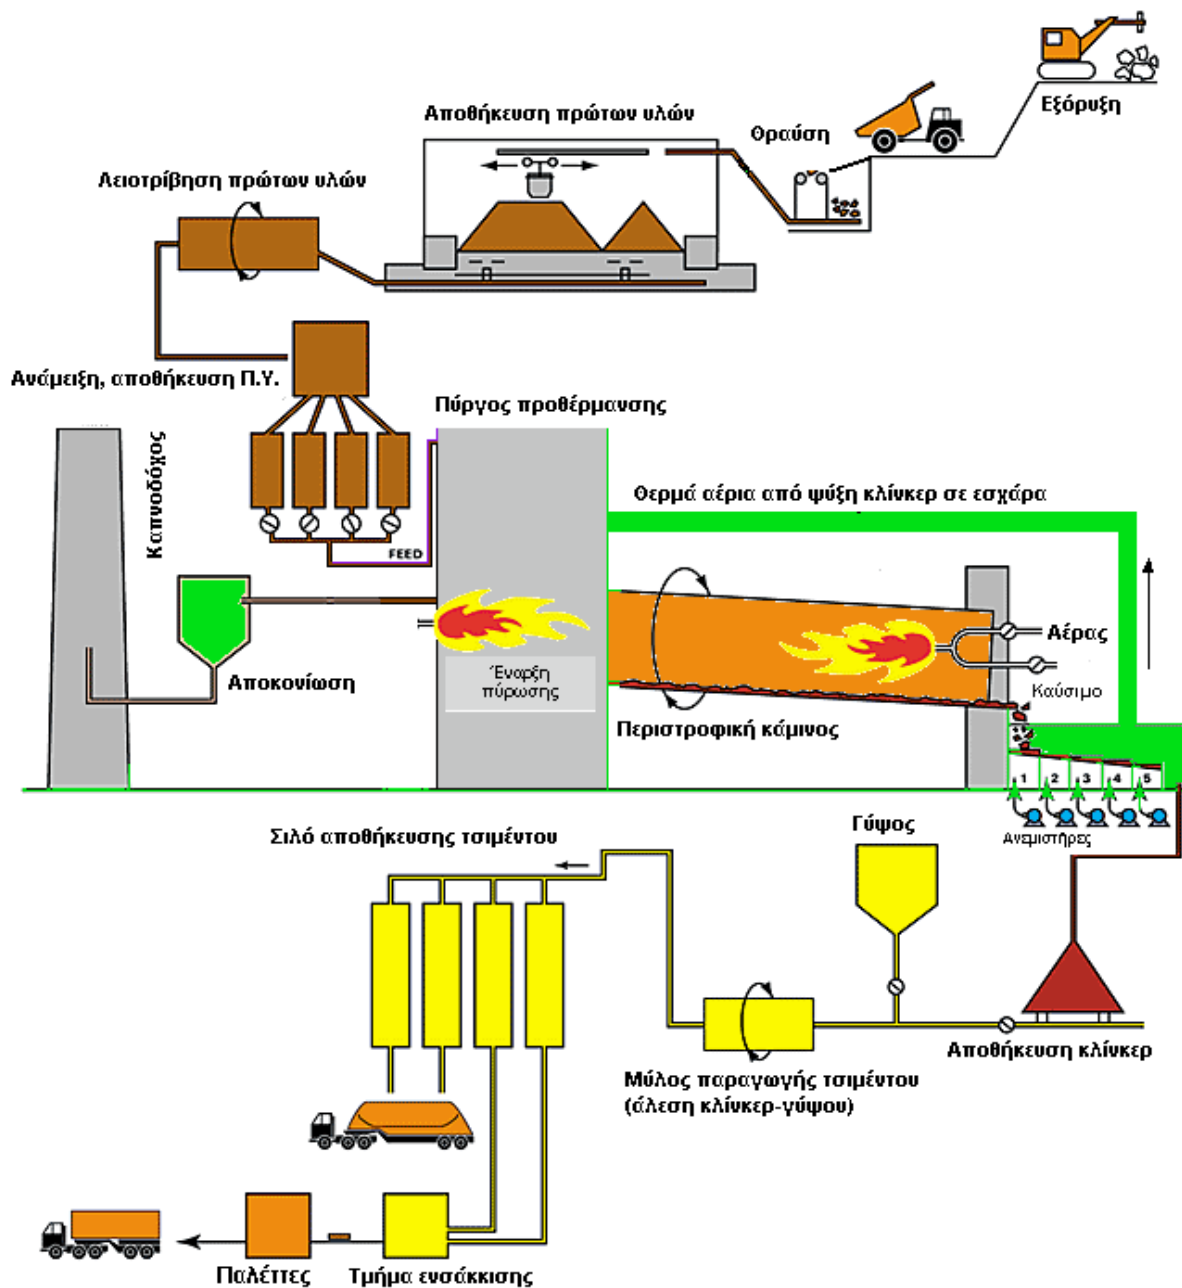 Εξόρυξη
Αποθήκευση πρώτων υλών
Θραύση
Λειοτρίβηση πρώτων υλών
Ανάμειξη, αποθήκευση Π.Υ.
Πύργος προθέρμανσης
Καπνοδόχος
Θερμά αέρια από ψύξη κλίνκερ σε εσχάρα
FEED
Αέρας
Αποκονίωση
Έναρξη
πύρωσης
Καύσιμο
Περιστροφική κάμινος
1 2 3 4 5
Ανεμιστήρες
Σιλό αποθήκευσης τσιμέντου
Γύψος
Αποθήκευση κλίνκερ
Μύλος παραγωγής τσιμέντου
(άλεση κλίνκερ-γύψου)
Παλέττες
Τμήμα ενσάκκισης